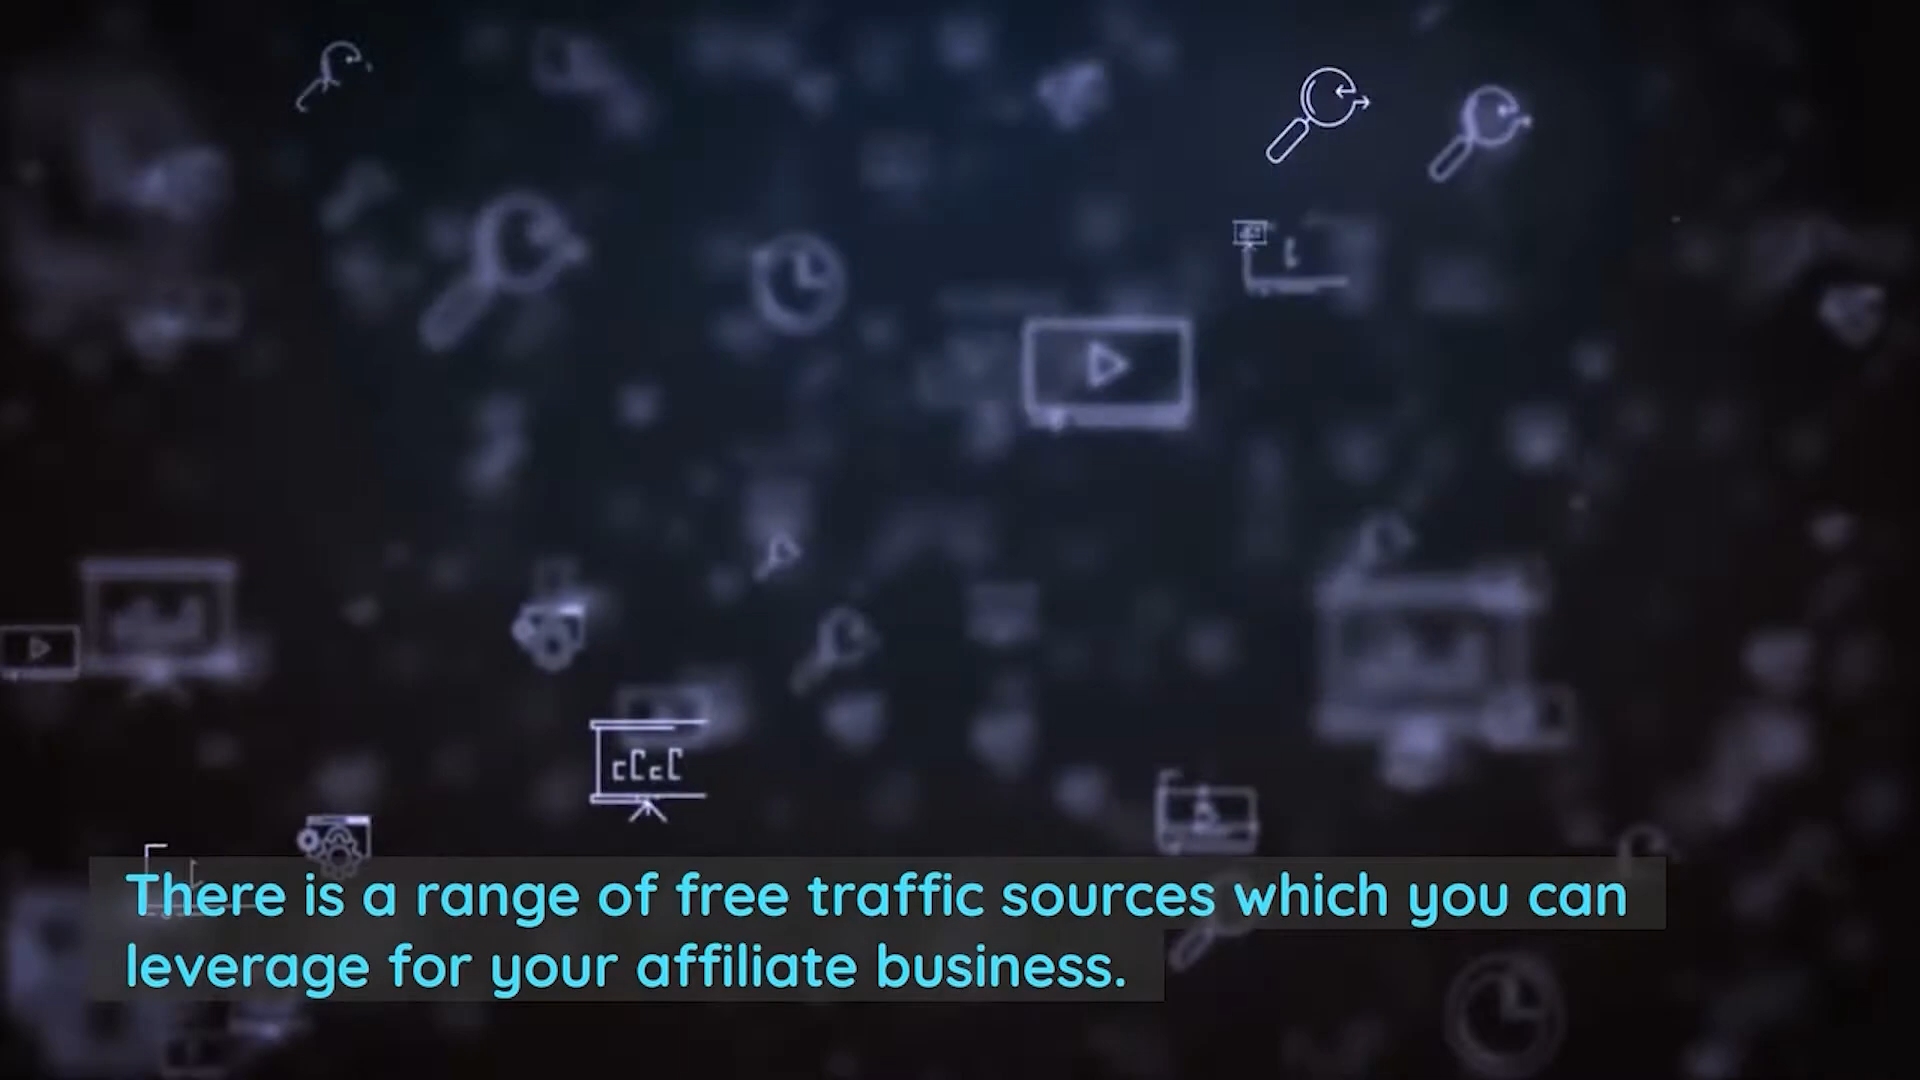 There is a range of free traffic sources which you can
leverage for your affiliate business.